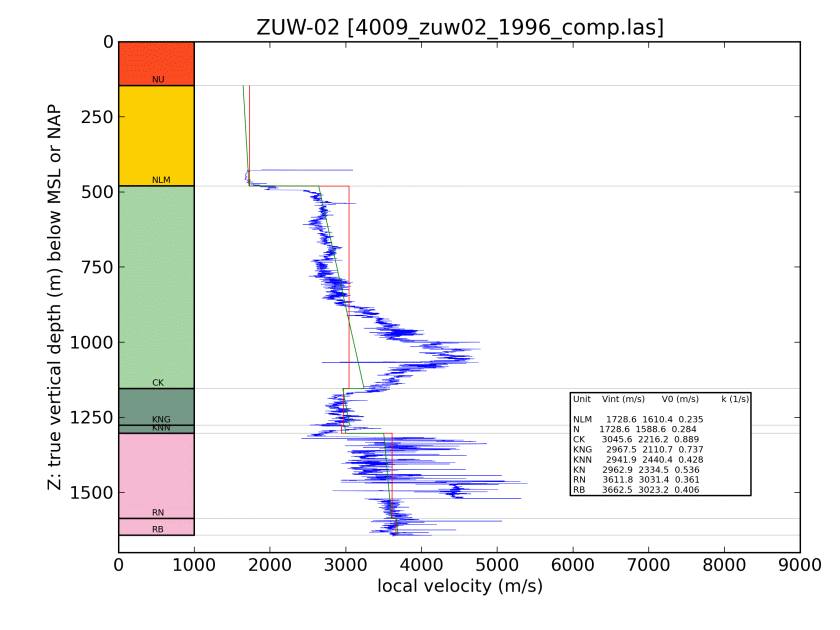 ZUW-02 [4009_zuw02_1996_comp.las]
Z: true vertical depth (m) below MSL or NAP
0
250
500
750
1000
1250
1500
NU
NLM
CK
KNG
KNN
RN
RB
Unit Vint (m/s) V0 (m/s) k (1/s)
NLM 1728.6 1610.4 0.235
N 1728.6 1588.6 0.284
CK 3045.6 2216.2 0.889
KNG 2967.5 2110.7 0.737
KNN 2941.9 2440.4 0.428
KN 2962.9 2334.5 0.536
RN 3611.8 3031.4 0.361
RB 3662.5 3023.2 0.406
0 1000 2000 3000 4000 5000 6000 7000 8000 9000
local velocity (m/s)